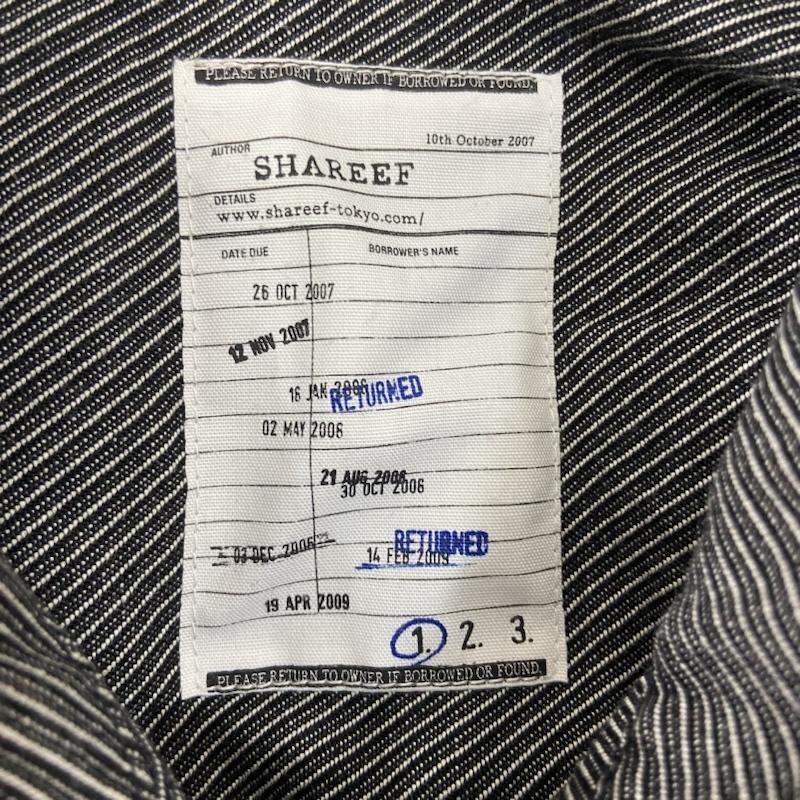 PLEASE RETURN TO OWNER IF BORROWED OR FOUND.
10th October 2007
AUTHOR
SHAREEF
DETAILS
www.shareef-tokyo.com/
DATE DUE BORROWER'S NAME
26 OCT 2007
12 NOV 2007
16 JAN 2008
RETURNED
02 MAY 2008
21 AUG 2008
30 OCT 2008
RETURNED
03 DEC 2008
14 FEB 2009
19 APR 2009
1. 2. 3.
PLEASE RETURN TO OWNER IF BORROWED OR FOUND.